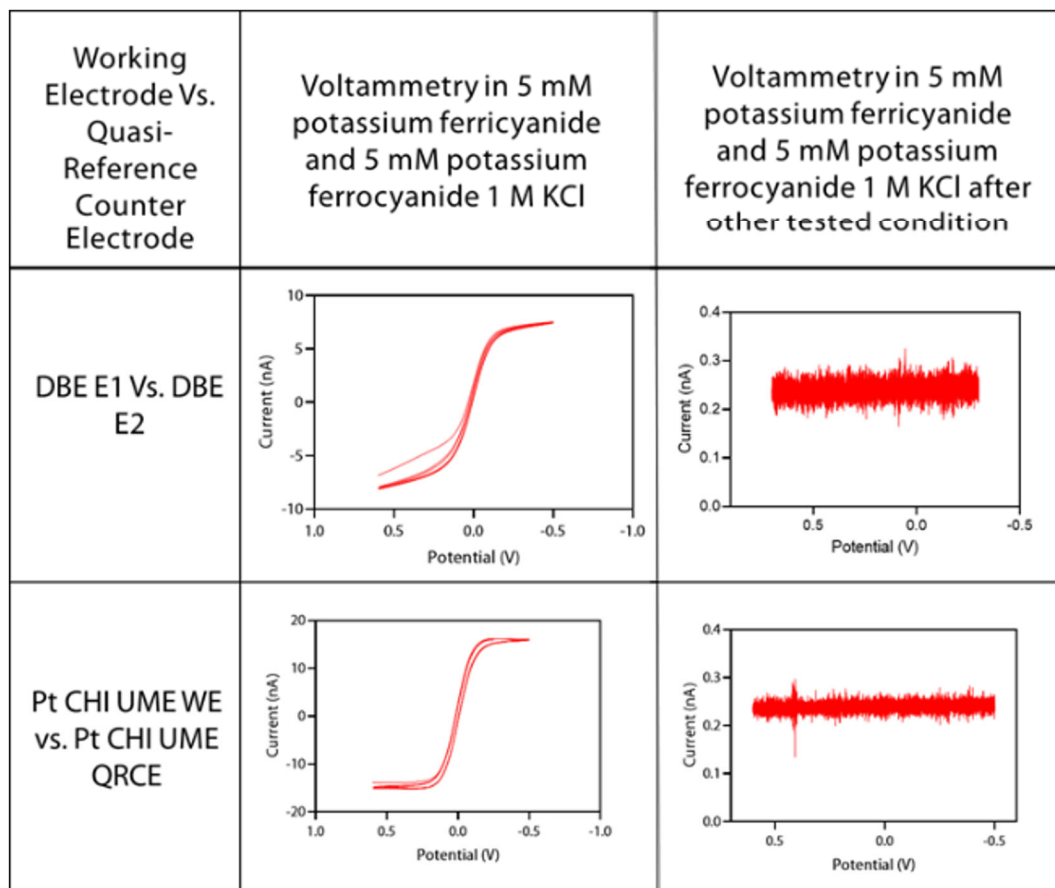 Working
Electrode Vs.
Quasi-
Reference
Counter
Electrode
Voltammetry in 5 mM
potassium ferricyanide
and 5 mM potassium
ferrocyanide 1 M KCl
Voltammetry in 5 mM
potassium ferricyanide
and 5 mM potassium
ferrocyanide 1 M KCl after
other tested condition
DBE E1 Vs. DBE
E2
Current (nA)
10
5
0
-5
-10
1.0 0.5 0.0 -0.5 -1.0
Potential (V)
Current (nA)
0.4
0.3
0.2
0.1
0.0
0.5 0.0 -0.5
Potential (V)
Pt CHI UME WE
vs. Pt CHI UME
QRCE
Current (nA)
20
10
0
-10
-20
1.0 0.5 0.0 -0.5 -1.0
Potential (V)
Current (nA)
0.4
0.3
0.2
0.1
0.0
0.5 0.0 -0.5
Potential (V)